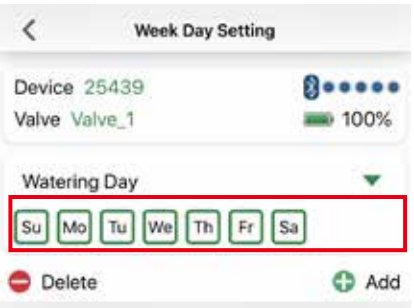 Week Day Setting
Device 25439
Valve Valve_1 100%
Watering Day
Su Mo Tu We Th Fr Sa
Delete Add